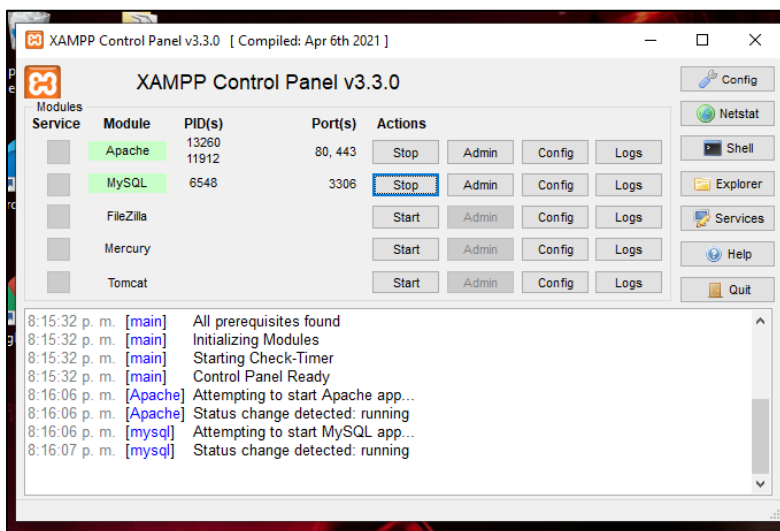 XAMPP Control Panel v3.3.0 [ Compiled: Apr 6th 2021 ]
XAMPP Control Panel v3.3.0
Config
Modules
Netstat
Service Module PID(s) Port(s) Actions
Apache 13260 11912 80, 443 Stop Admin Config Logs
Shell
MySQL 6548 3306 Stop Admin Config Logs
Explorer
FileZilla Start Admin Config Logs
Services
Mercury Start Admin Config Logs
Help
Tomcat Start Admin Config Logs
Quit
8:15:32 p. m. [main] All prerequisites found
8:15:32 p. m. [main] Initializing Modules
8:15:32 p. m. [main] Starting Check-Timer
8:15:32 p. m. [main] Control Panel Ready
8:16:06 p. m. [Apache] Attempting to start Apache app...
8:16:06 p. m. [Apache] Status change detected: running
8:16:06 p. m. [mysql] Attempting to start MySQL app...
8:16:07 p. m. [mysql] Status change detected: running